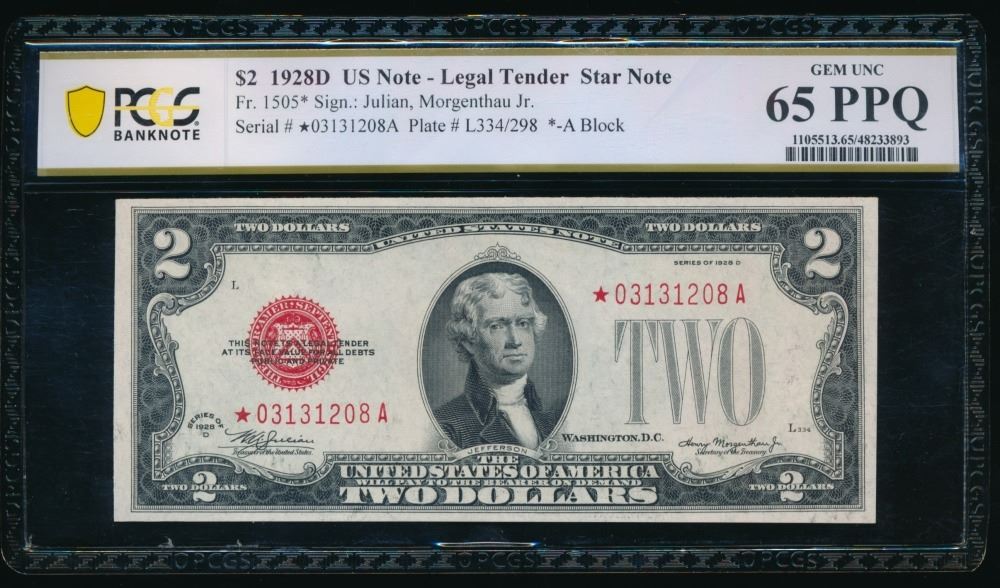 PCGS
BANKNOTE
$2 1928D US Note - Legal Tender Star Note
Fr. 1505* Sign.: Julian, Morgenthau Jr.
Serial # ★03131208A Plate # L334/298 *-A Block
GEM UNC
65 PPQ
1105513.65/48233893
2
TWO DOLLARS
UNITED STATES NOTE
TWO DOLLARS
2
SERIES OF 1928 D
L
★ 03131208 A
THIS NOTE IS A LEGAL TENDER
AT ITS FACE VALUE FOR ALL DEBTS
PUBLIC AND PRIVATE
TWO
★ 03131208 A
SERIES OF
1928
D
W.A. Julian
Treasurer of the United States.
JEFFERSON
WASHINGTON, D.C.
L334
Henry Morgenthau Jr.
Secretary of the Treasury.
THE
UNITED STATES OF AMERICA
WILL PAY TO THE BEARER ON DEMAND
TWO DOLLARS
2
TWO DOLLARS
2
TWO DOLLARS